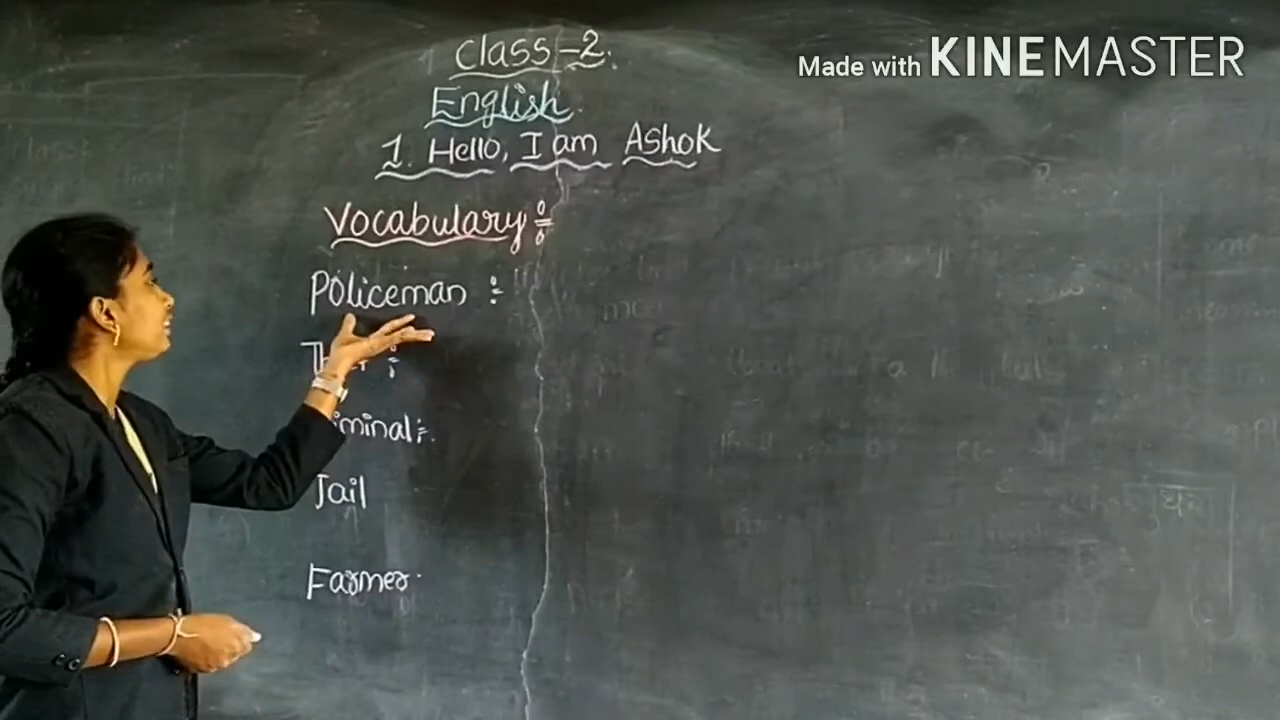 Class-2.
Made with KINEMASTER
English.
1. Hello, I am Ashok
Vocabulary :-
Policeman :-
Jail
Farmer.